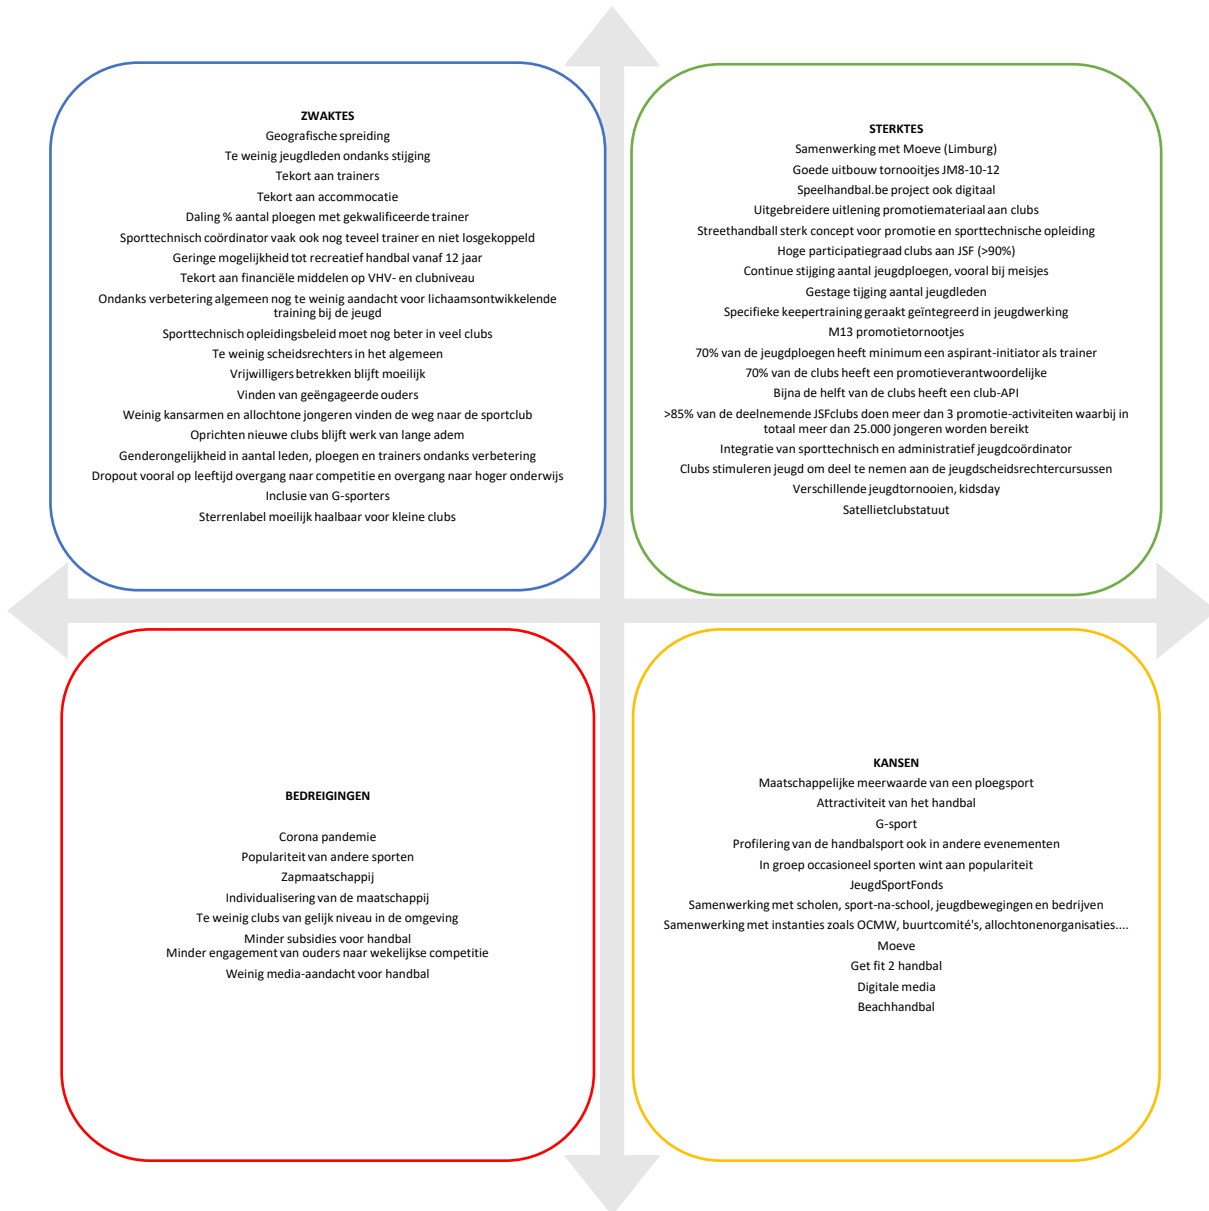 ZWAKTES
Geografische spreiding
Te weinig jeugdleden ondanks stijging
Tekort aan trainers
Tekort aan accommocatie
Daling % aantal ploegen met gekwalificeerde trainer
Sporttechnisch coördinator vaak ook nog teveel trainer en niet losgekoppeld
Geringe mogelijkheid tot recreatief handbal vanaf 12 jaar
Tekort aan financiële middelen op VHV- en clubniveau
Ondanks verbetering algemeen nog te weinig aandacht voor lichaamsontwikkelende
training bij de jeugd
Sporttechnisch opleidingsbeleid moet nog beter in veel clubs
Te weinig scheidsrechters in het algemeen
Vrijwilligers betrekken blijft moeilijk
Vinden van geëngageerde ouders
Weinig kansarmen en allochtone jongeren vinden de weg naar de sportclub
Oprichten nieuwe clubs blijft werk van lange adem
Genderongelijkheid in aantal leden, ploegen en trainers ondanks verbetering
Dropout vooral op leeftijd overgang naar competitie en overgang naar hoger onderwijs
Inclusie van G-sporters
Sterrenlabel moeilijk haalbaar voor kleine clubs
STERKTES
Samenwerking met Moeve (Limburg)
Goede uitbouw tornooitjes JM8-10-12
Speelhandbal.be project ook digitaal
Uitgebreidere uitlening promotiemateriaal aan clubs
Streethandball sterk concept voor promotie en sporttechnische opleiding
Hoge participatiegraad clubs aan JSF (>90%)
Continue stijging aantal jeugdploegen, vooral bij meisjes
Gestage tijging aantal jeugdleden
Specifieke keepertraining geraakt geïntegreerd in jeugdwerking
M13 promotietornootjes
70% van de jeugdploegen heeft minimum een aspirant-initiator als trainer
70% van de clubs heeft een promotieverantwoordelijke
Bijna de helft van de clubs heeft een club-API
>85% van de deelnemende JSFclubs doen meer dan 3 promotie-activiteiten waarbij in
totaal meer dan 25.000 jongeren worden bereikt
Integratie van sporttechnisch en administratief jeugdcoördinator
Clubs stimuleren jeugd om deel te nemen aan de jeugdscheidsrechtercursussen
Verschillende jeugdtornooien, kidsday
Satellietclubstatuut
BEDREIGINGEN
Corona pandemie
Populariteit van andere sporten
Zapmaatschappij
Individualisering van de maatschappij
Te weinig clubs van gelijk niveau in de omgeving
Minder subsidies voor handbal
Minder engagement van ouders naar wekelijkse competitie
Weinig media-aandacht voor handbal
KANSEN
Maatschappelijke meerwaarde van een ploegsport
Attractiviteit van het handbal
G-sport
Profilering van de handbalsport ook in andere evenementen
In groep occasioneel sporten wint aan populariteit
JeugdSportFonds
Samenwerking met scholen, sport-na-school, jeugdbewegingen en bedrijven
Samenwerking met instanties zoals OCMW, buurtcomité's, allochtonenorganisaties....
Moeve
Get fit 2 handbal
Digitale media
Beachhandbal